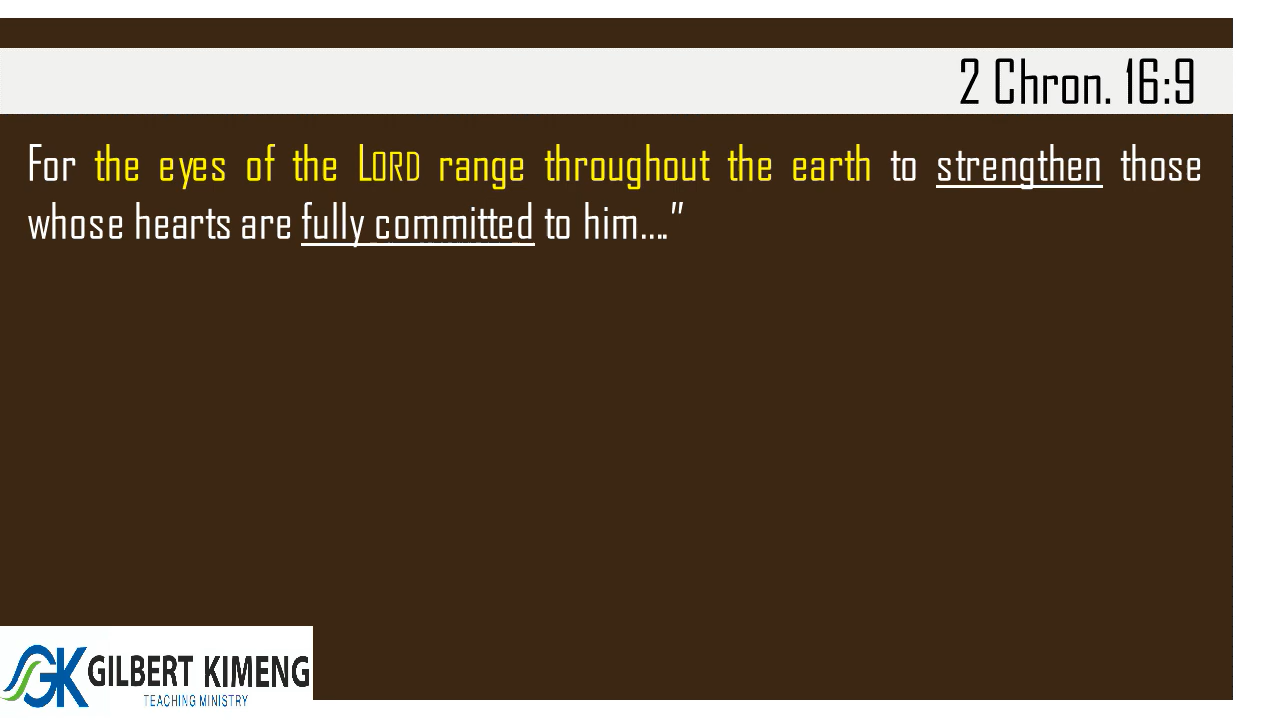 2 Chron. 16:9
For the eyes of the LORD range throughout the earth to strengthen those
whose hearts are fully committed to him...."
GK GILBERT KIMENG
TEACHING MINISTRY